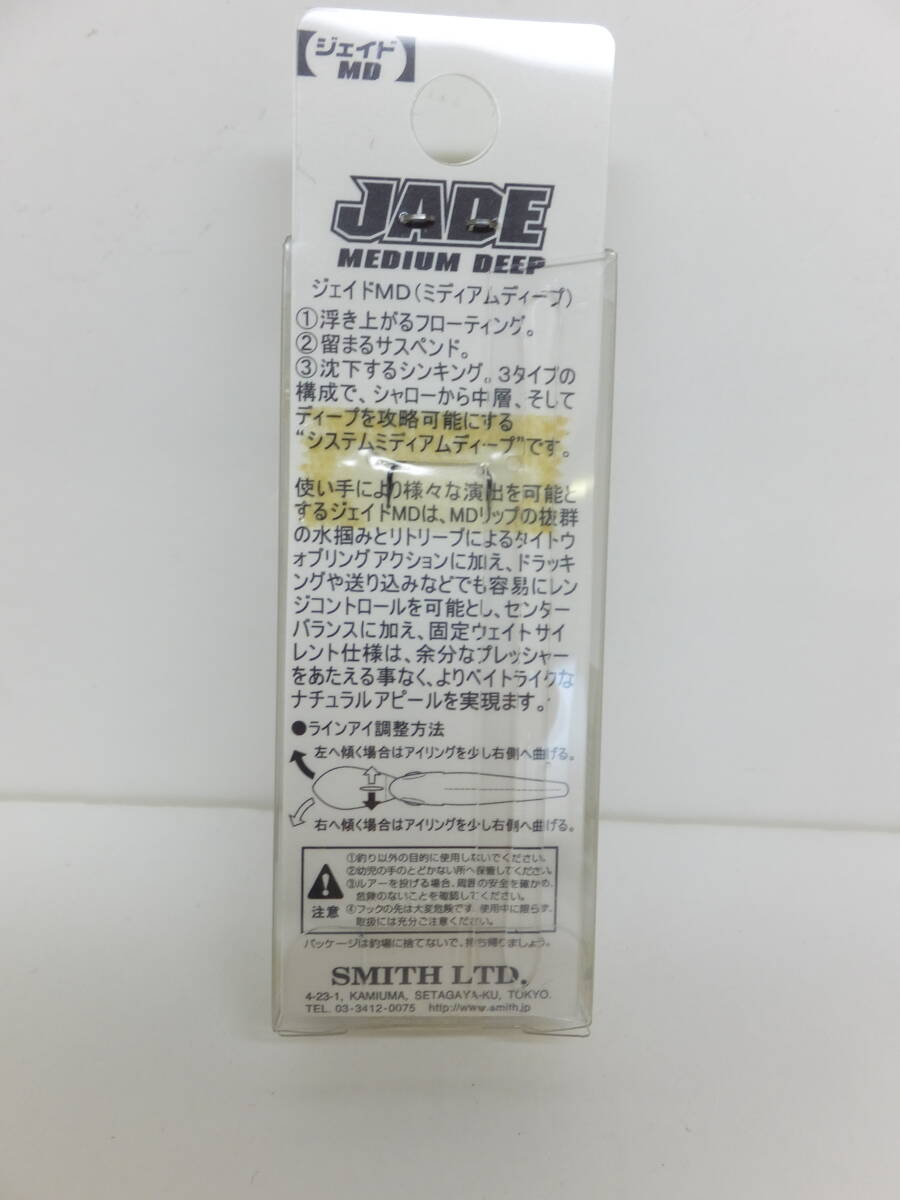 【ジェイド
MD】
JADE
MEDIUM DEEP
ジェイドMD(ミディアムディープ)
①浮き上がるフローティング。
②留まるサスペンド。
③沈下するシンキング。3タイプの
構成で、シャローから中層、そして
ディープを攻略可能にする
“システムミディアムディープ”です。
使い手により様々な演出を可能と
するジェイドMDは、MDリップの抜群
の水掴みとリトリーブによるタイトウ
ォブリングアクションに加え、ドラッキ
ングや送り込みなどでも容易にレン
ジコントロールを可能とし、センター
バランスに加え、固定ウェイトサイ
レント仕様は、余分なプレッシャー
をあたえる事なく、よりベイトライクな
ナチュラルアピールを実現ます。
●ラインアイ調整方法
左へ傾く場合はアイリングを少し右側へ曲げる。
右へ傾く場合はアイリングを少し右側へ曲げる。
注意
①釣り以外の目的に使用しないでください。
②幼児の手のとどかない所へ保管してください。
③ルアーを投げる場合、周囲の安全を確かめ、
危険のないことを確認してください。
④フックの先は大変危険です。使用中に限らず、
取扱には充分ご注意ください。
パッケージは釣場に捨てないで、持ち帰りましょう。
SMITH LTD.
4-23-1, KAMIUMA, SETAGAYA-KU, TOKYO.
TEL. 03-3412-0075 http://www.smith.jp